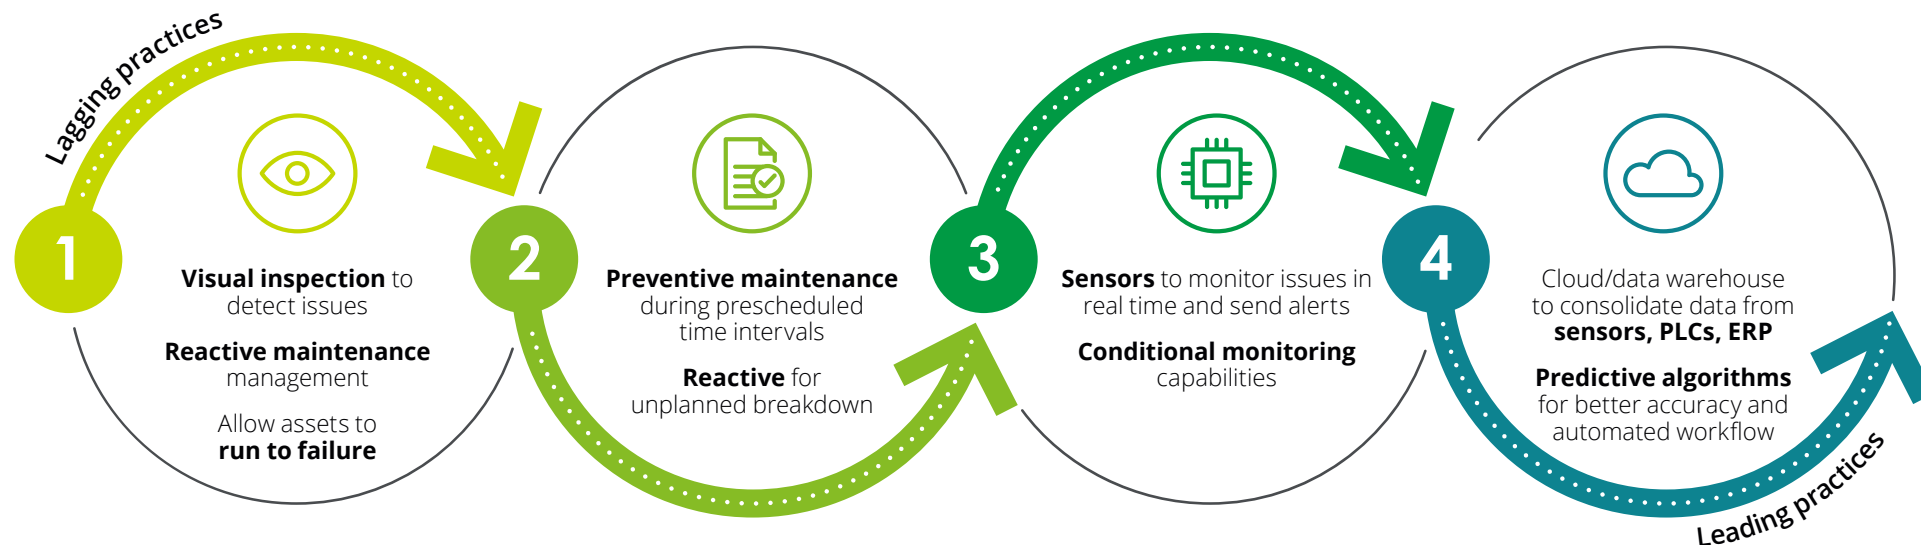 Lagging practices
1
Visual inspection to
detect issues
Reactive maintenance
management
Allow assets to
run to failure
2
Preventive maintenance
during prescheduled
time intervals
Reactive for
unplanned breakdown
3
Sensors to monitor issues in
real time and send alerts
Conditional monitoring
capabilities
4
Cloud/data warehouse
to consolidate data from
sensors, PLCs, ERP
Predictive algorithms
for better accuracy and
automated workflow
Leading practices